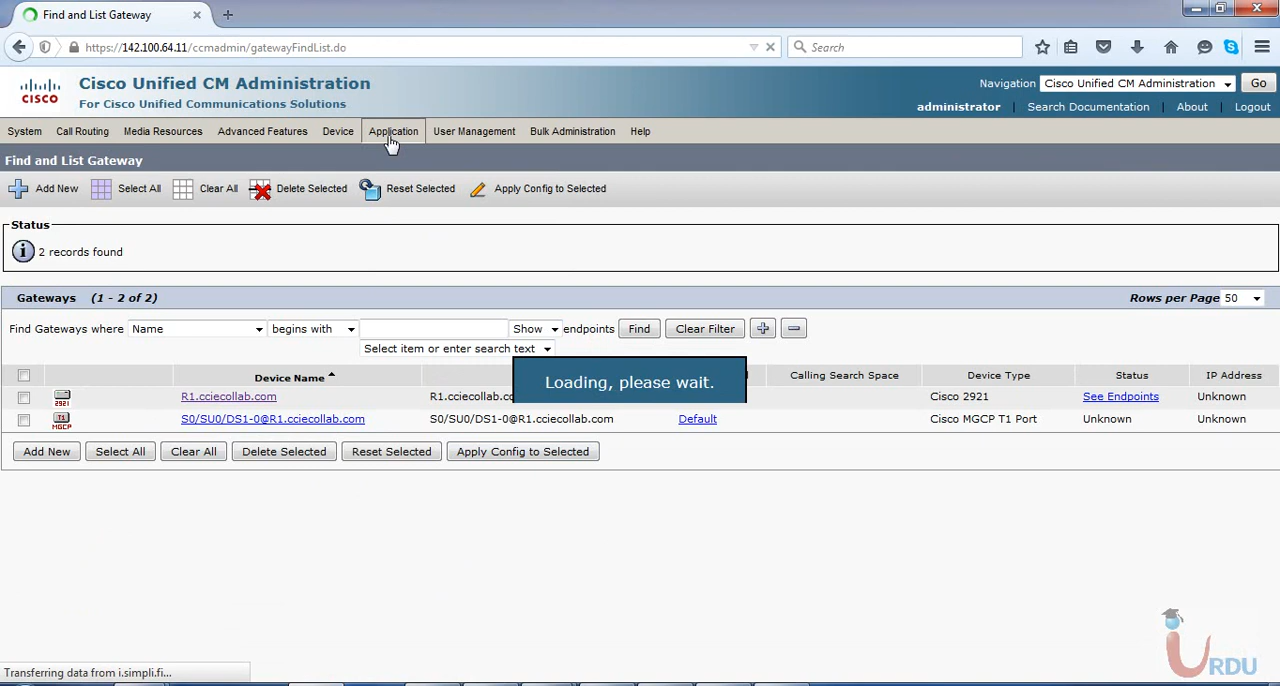 Find and List Gateway
https://142.100.64.11/ccmadmin/gatewayFindList.do
Search
CISCO
Cisco Unified CM Administration
For Cisco Unified Communications Solutions
Navigation Cisco Unified CM Administration Go
administrator | Search Documentation | About | Logout
System Call Routing Media Resources Advanced Features Device Application User Management Bulk Administration Help
Find and List Gateway
Add New Select All Clear All Delete Selected Reset Selected Apply Config to Selected
Status
2 records found
Gateways (1 - 2 of 2) Rows per Page 50
Find Gateways where Name begins with Show endpoints Find Clear Filter
Select item or enter search text
Loading, please wait.
Device Name Calling Search Space Device Type Status IP Address
2921 R1.cciecollab.com R1.cciecollab.com Cisco 2921 See Endpoints Unknown
T1 MGCP S0/SU0/DS1-0@R1.cciecollab.com S0/SU0/DS1-0@R1.cciecollab.com Default Cisco MGCP T1 Port Unknown Unknown
Add New Select All Clear All Delete Selected Reset Selected Apply Config to Selected
Transferring data from i.simpli.fi...
URDU